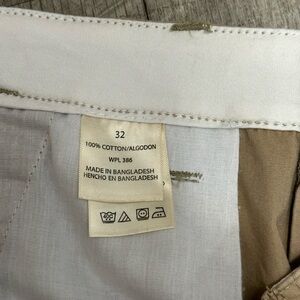 32
100% COTTON/ALGODON
WPL 386
MADE IN BANGLADESH
HENCHO EN BANGLADESH